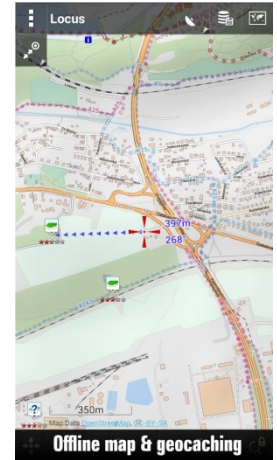 Locus
397m
268
350m
Map Data OpenStreetMap, CC-BY-SA
Offline map & geocaching